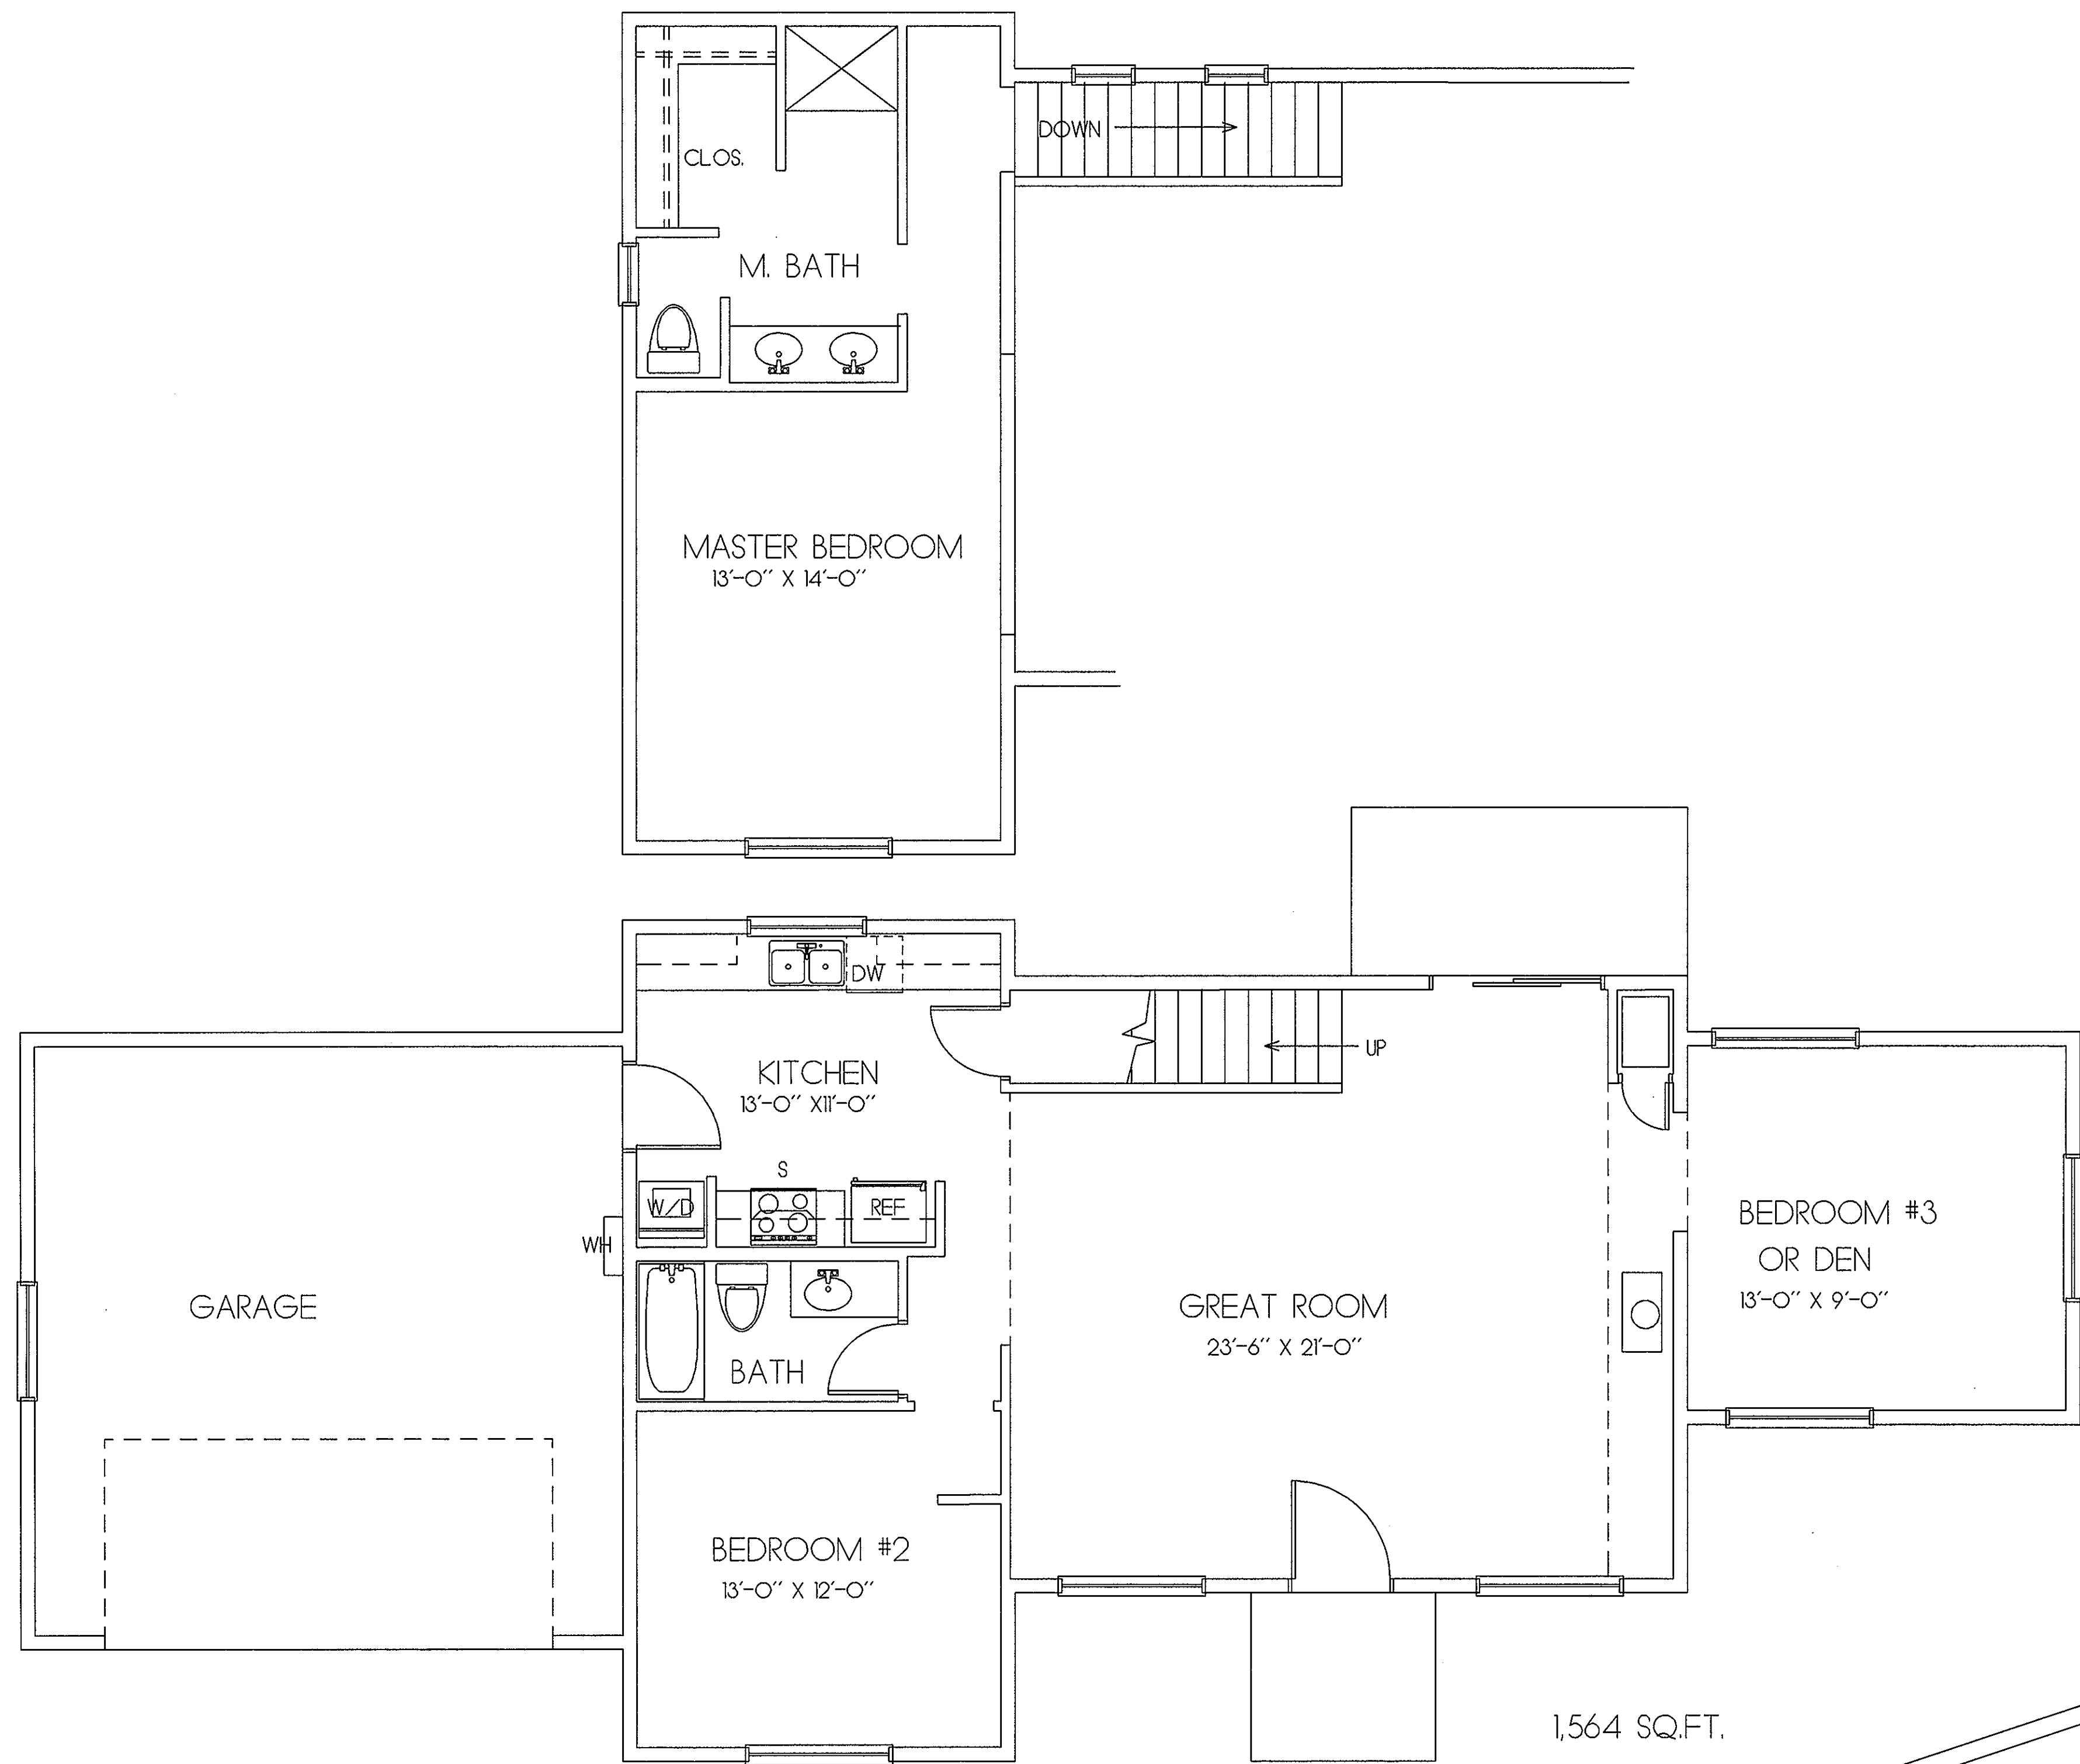 DOWN
CLOS.
M. BATH
MASTER BEDROOM
13'-0" X 14'-0"
DW
UP
KITCHEN
13'-0" X11'-0"
S
W/D
REF
WH
BEDROOM #3
OR DEN
13'-0" X 9'-0"
GARAGE
GREAT ROOM
23'-6" X 21'-0"
BATH
BEDROOM #2
13'-0" X 12'-0"
1,564 SQ.FT.